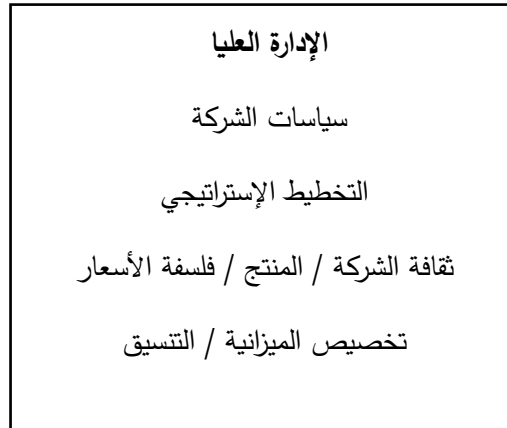 الإدارة العليا
سياسات الشركة
التخطيط الإستراتيجي
ثقافة الشركة / المنتج / فلسفة الأسعار
تخصيص الميزانية / التنسيق